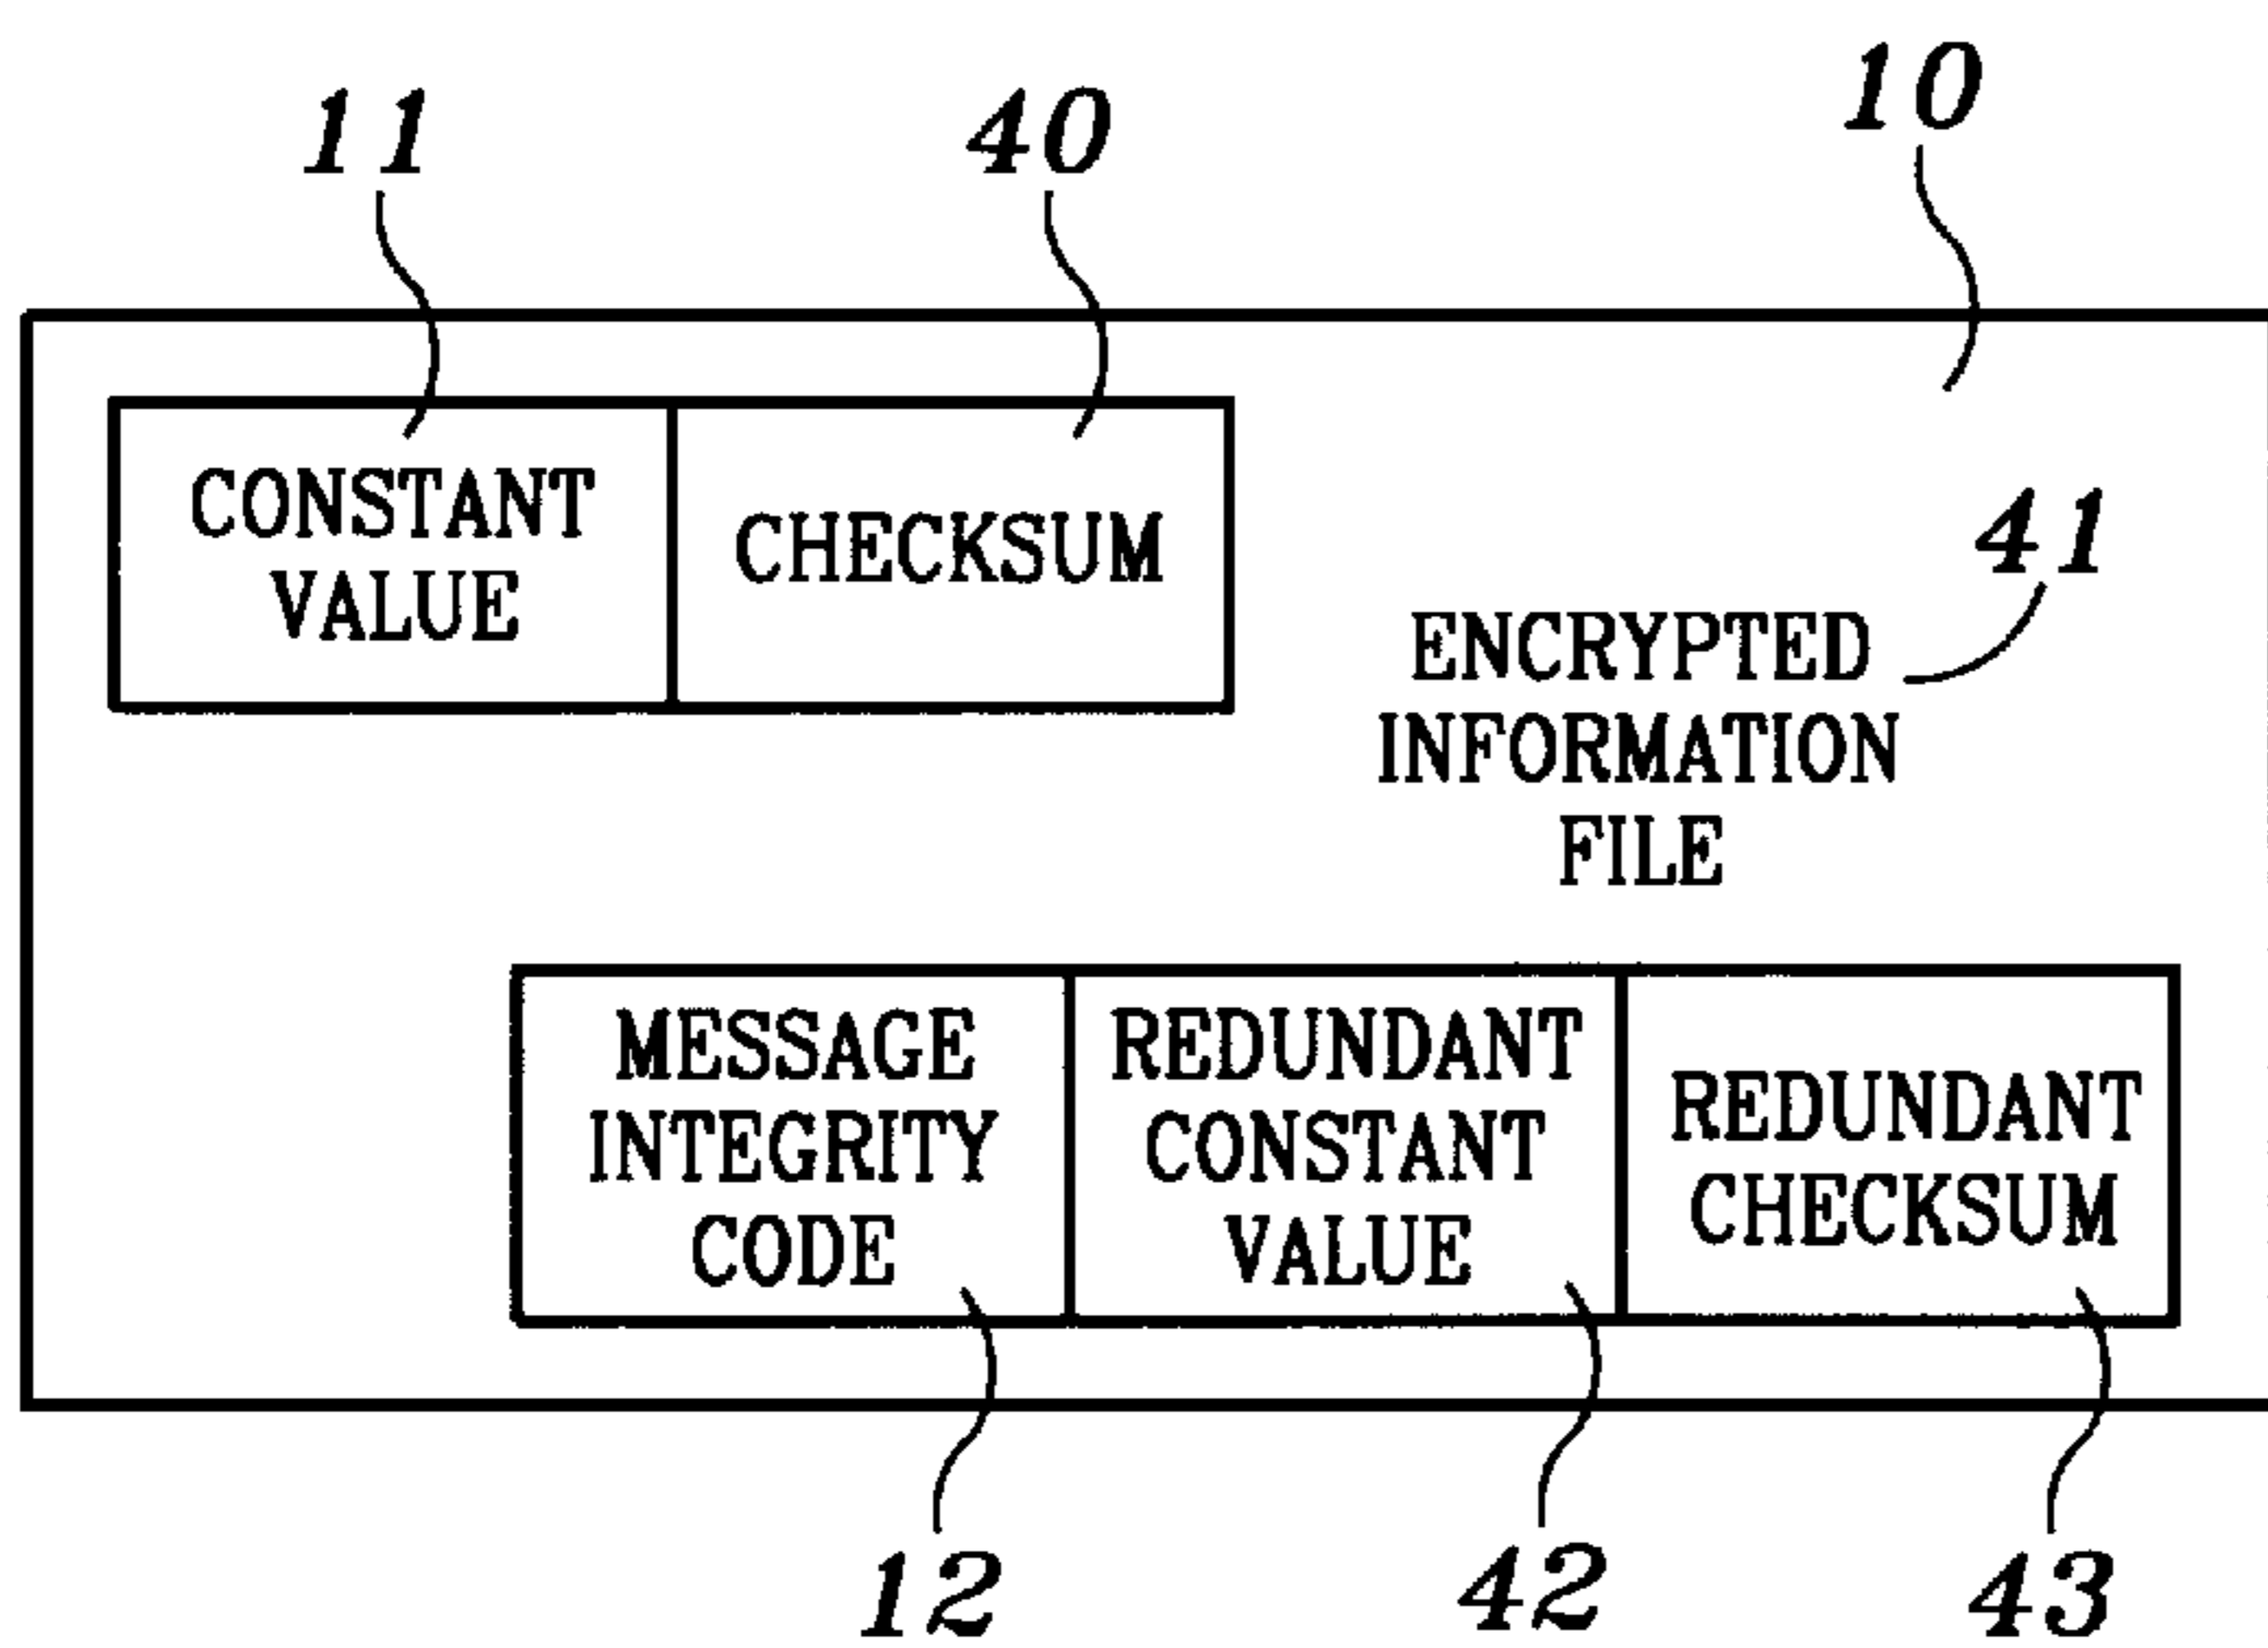 11
40
10
CONSTANT
VALUE
CHECKSUM
41
ENCRYPTED
INFORMATION
FILE
MESSAGE
INTEGRITY
CODE
REDUNDANT
CONSTANT
VALUE
REDUNDANT
CHECKSUM
12
42
43